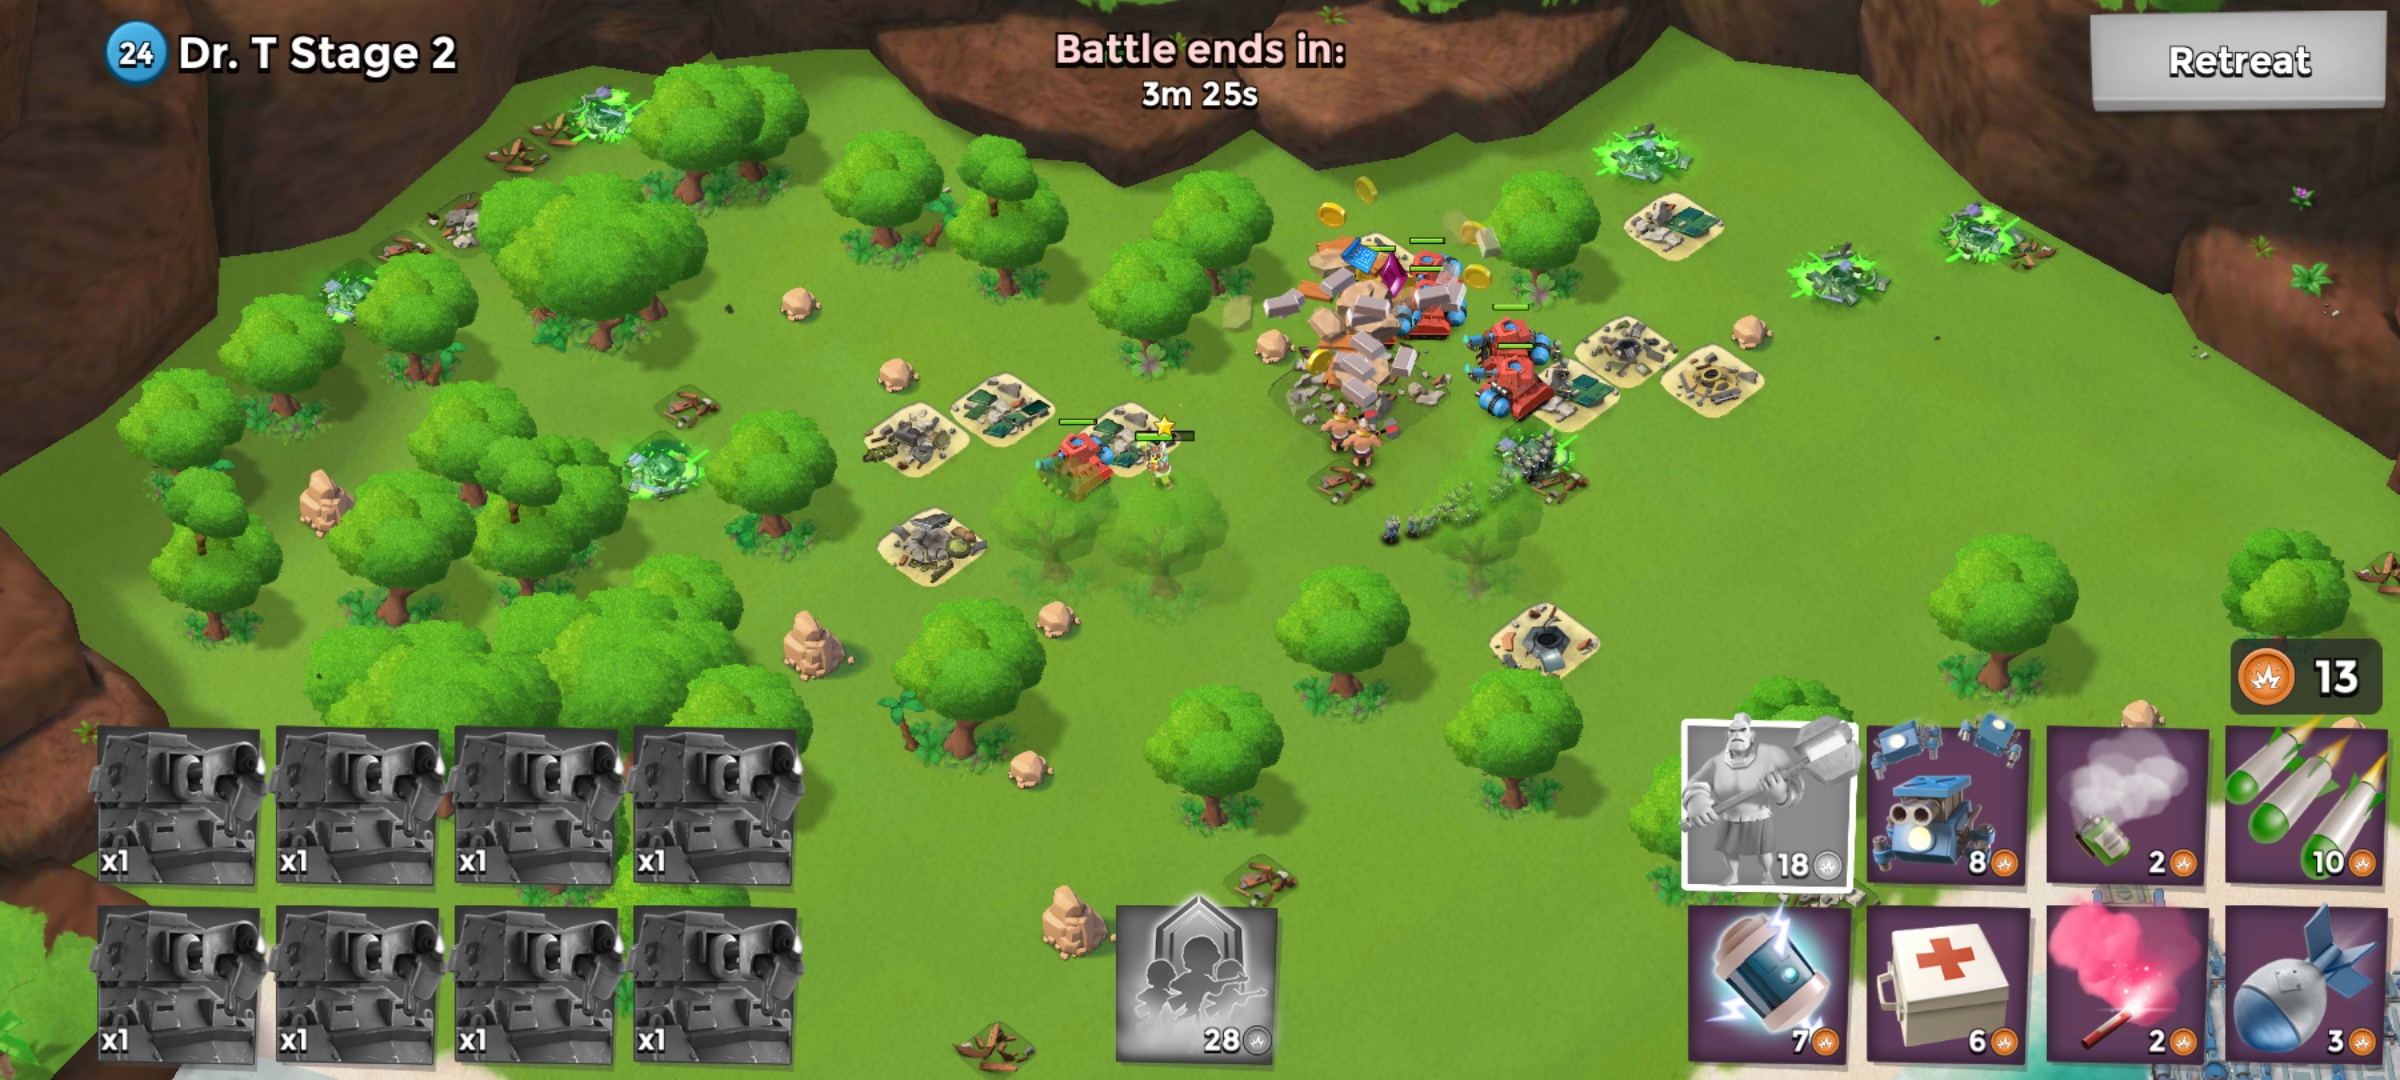 24 Dr. T Stage 2
Battle ends in:
3m 25s
Retreat
13
x1 x1 x1 x1
18 8 2 10
x1 x1 x1 x1
28
7 6 2 3